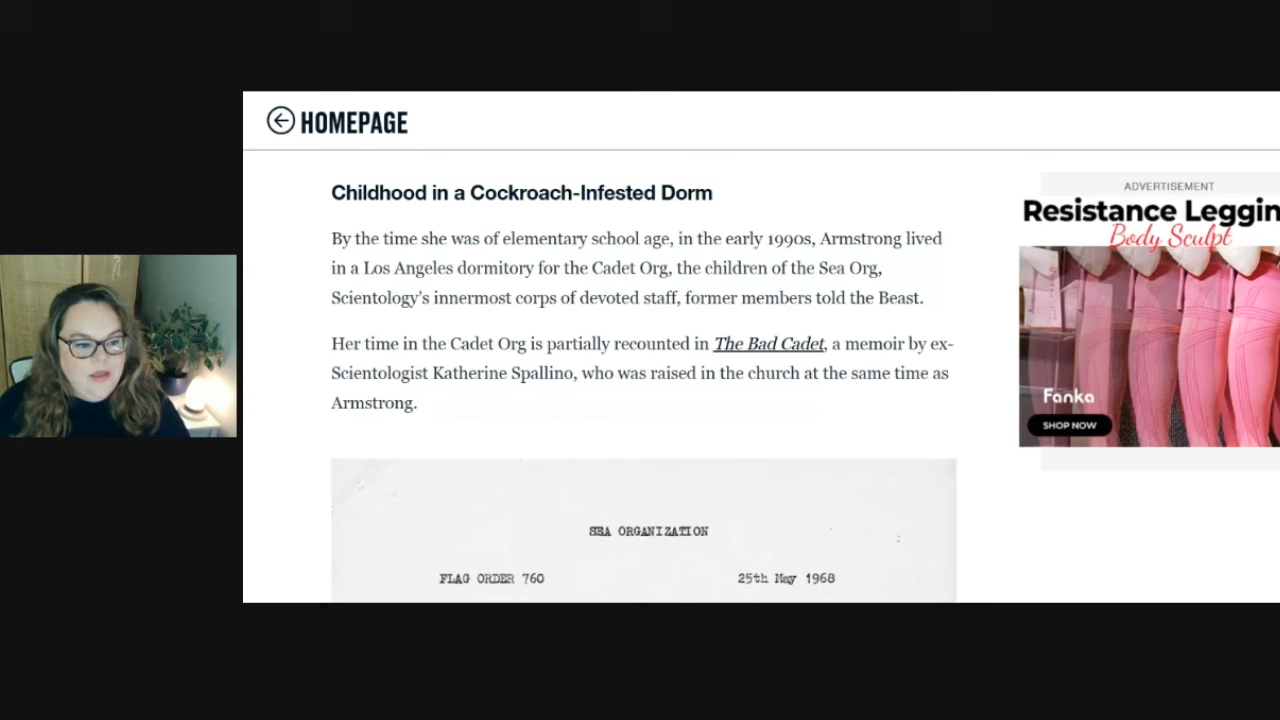 HOMEPAGE
Childhood in a Cockroach-Infested Dorm
By the time she was of elementary school age, in the early 1990s, Armstrong lived
in a Los Angeles dormitory for the Cadet Org, the children of the Sea Org,
Scientology's innermost corps of devoted staff, former members told the Beast.
Her time in the Cadet Org is partially recounted in The Bad Cadet, a memoir by ex-
Scientologist Katherine Spallino, who was raised in the church at the same time as
Armstrong.
SEA ORGANIZATION
FLAG ORDER 760 25th May 1968
ADVERTISEMENT
Resistance Leggin
Body Sculpt
Fanka
SHOP NOW